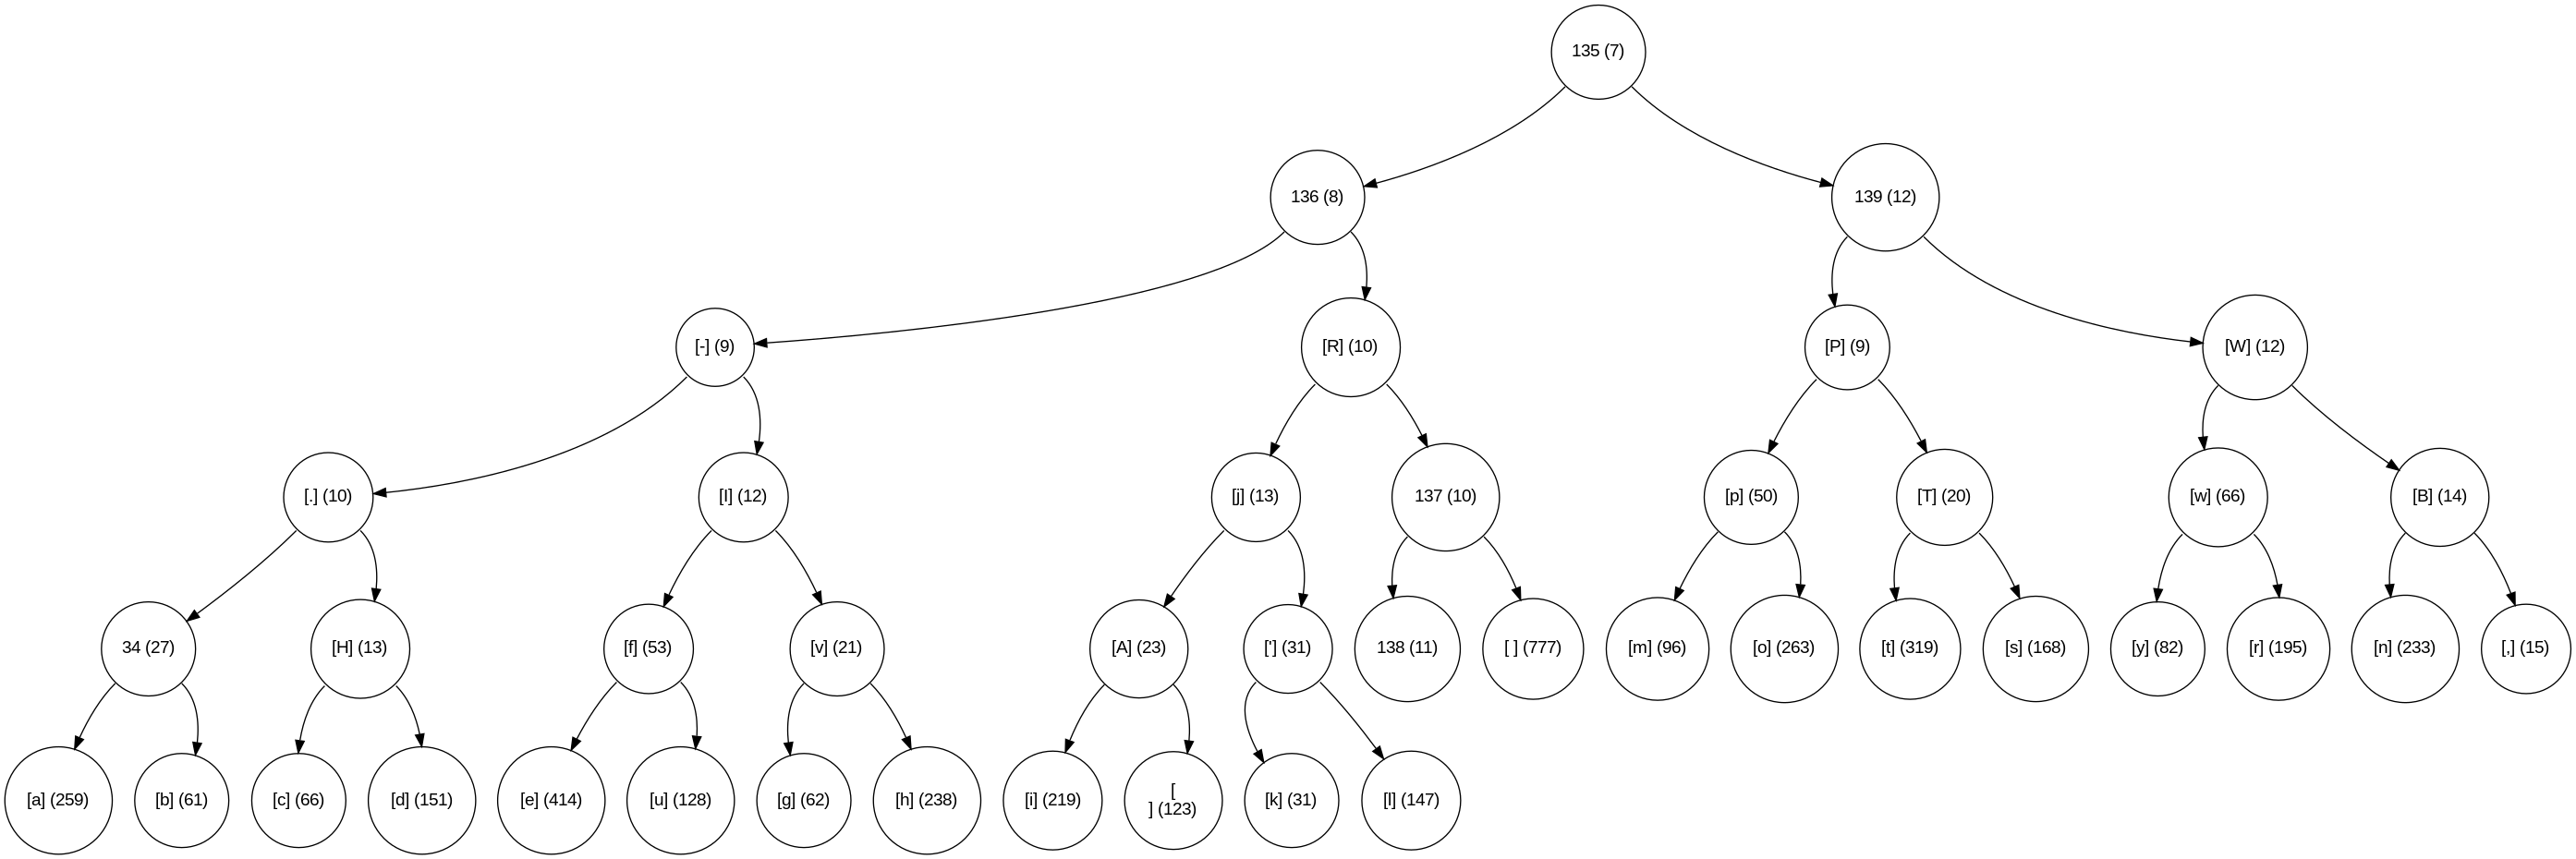 135 (7)
136 (8)
139 (12)
[-] (9)
[R] (10)
[P] (9)
[W] (12)
[.] (10)
[I] (12)
[j] (13)
137 (10)
[p] (50)
[T] (20)
[w] (66)
[B] (14)
34 (27)
[H] (13)
[f] (53)
[v] (21)
[A] (23)
['] (31)
138 (11)
[ ] (777)
[m] (96)
[o] (263)
[t] (319)
[s] (168)
[y] (82)
[r] (195)
[n] (233)
[,] (15)
[a] (259)
[b] (61)
[c] (66)
[d] (151)
[e] (414)
[u] (128)
[g] (62)
[h] (238)
[i] (219)
[
] (123)
[k] (31)
[l] (147)